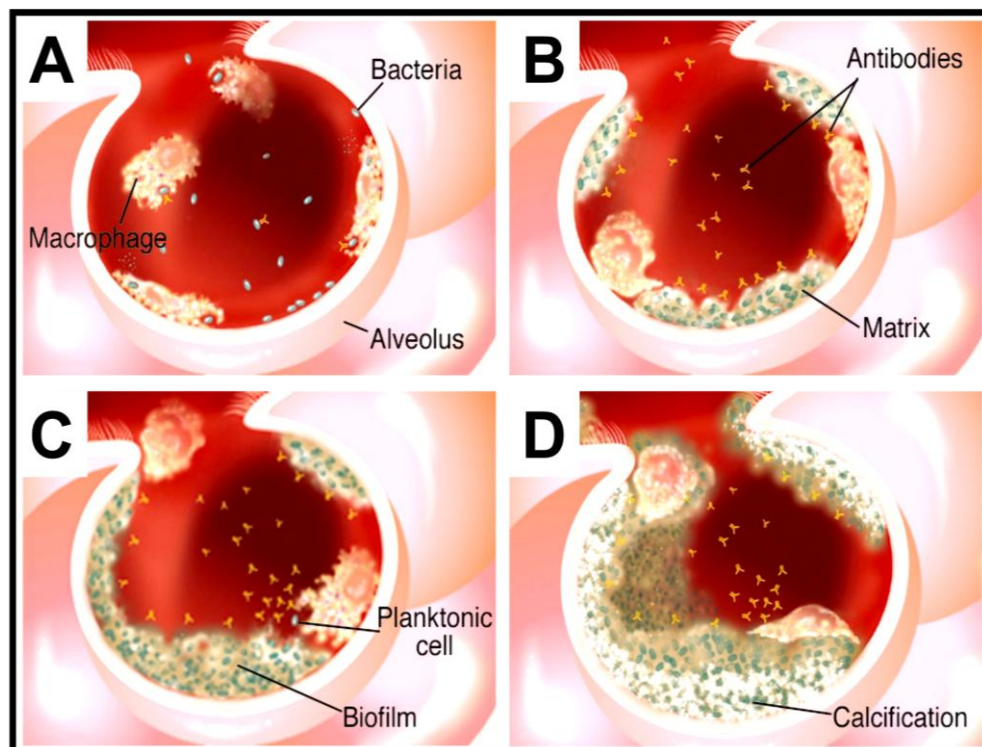 A
Bacteria
Macrophage
Alveolus
B
Antibodies
Matrix
C
Planktonic
cell
Biofilm
D
Calcification